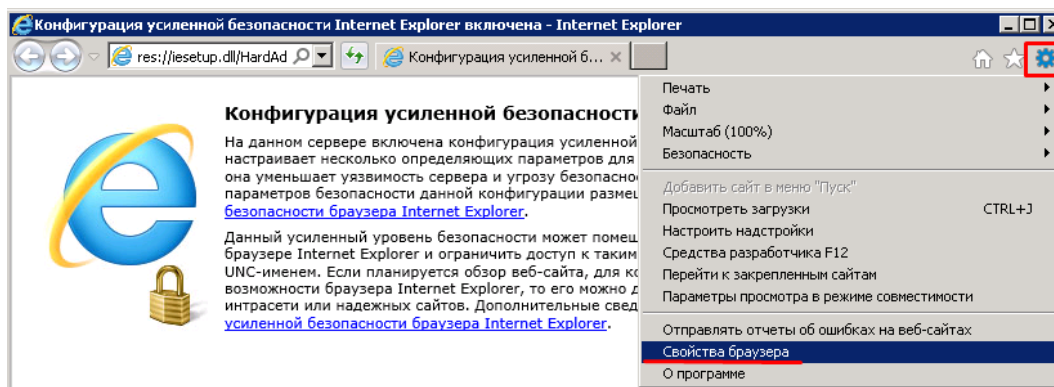 Конфигурация усиленной безопасности Internet Explorer включена - Internet Explorer
res://iesetup.dll/HardAd
Конфигурация усиленной б...
Конфигурация усиленной безопасности
На данном сервере включена конфигурация усиленной
настраивает несколько определяющих параметров для
она уменьшает уязвимость сервера и угрозу
параметров безопасности данной конфигурации
безопасности браузера Internet Explorer.
Данный усиленный уровень безопасности может
браузере Internet Explorer и ограничить доступ к таким
UNC-именем. Если планируется обзор веб-сайта, для
возможности браузера Internet Explorer, то его можно
интрасети или надежных сайтов. Дополнительные
усиленной безопасности браузера Internet Explorer.
Печать
Файл
Масштаб (100%)
Безопасность
Добавить сайт в меню "Пуск"
Просмотреть загрузки CTRL+J
Настроить надстройки
Средства разработчика F12
Перейти к закрепленным сайтам
Параметры просмотра в режиме совместимости
Отправлять отчеты об ошибках на веб-сайтах
Свойства браузера
О программе